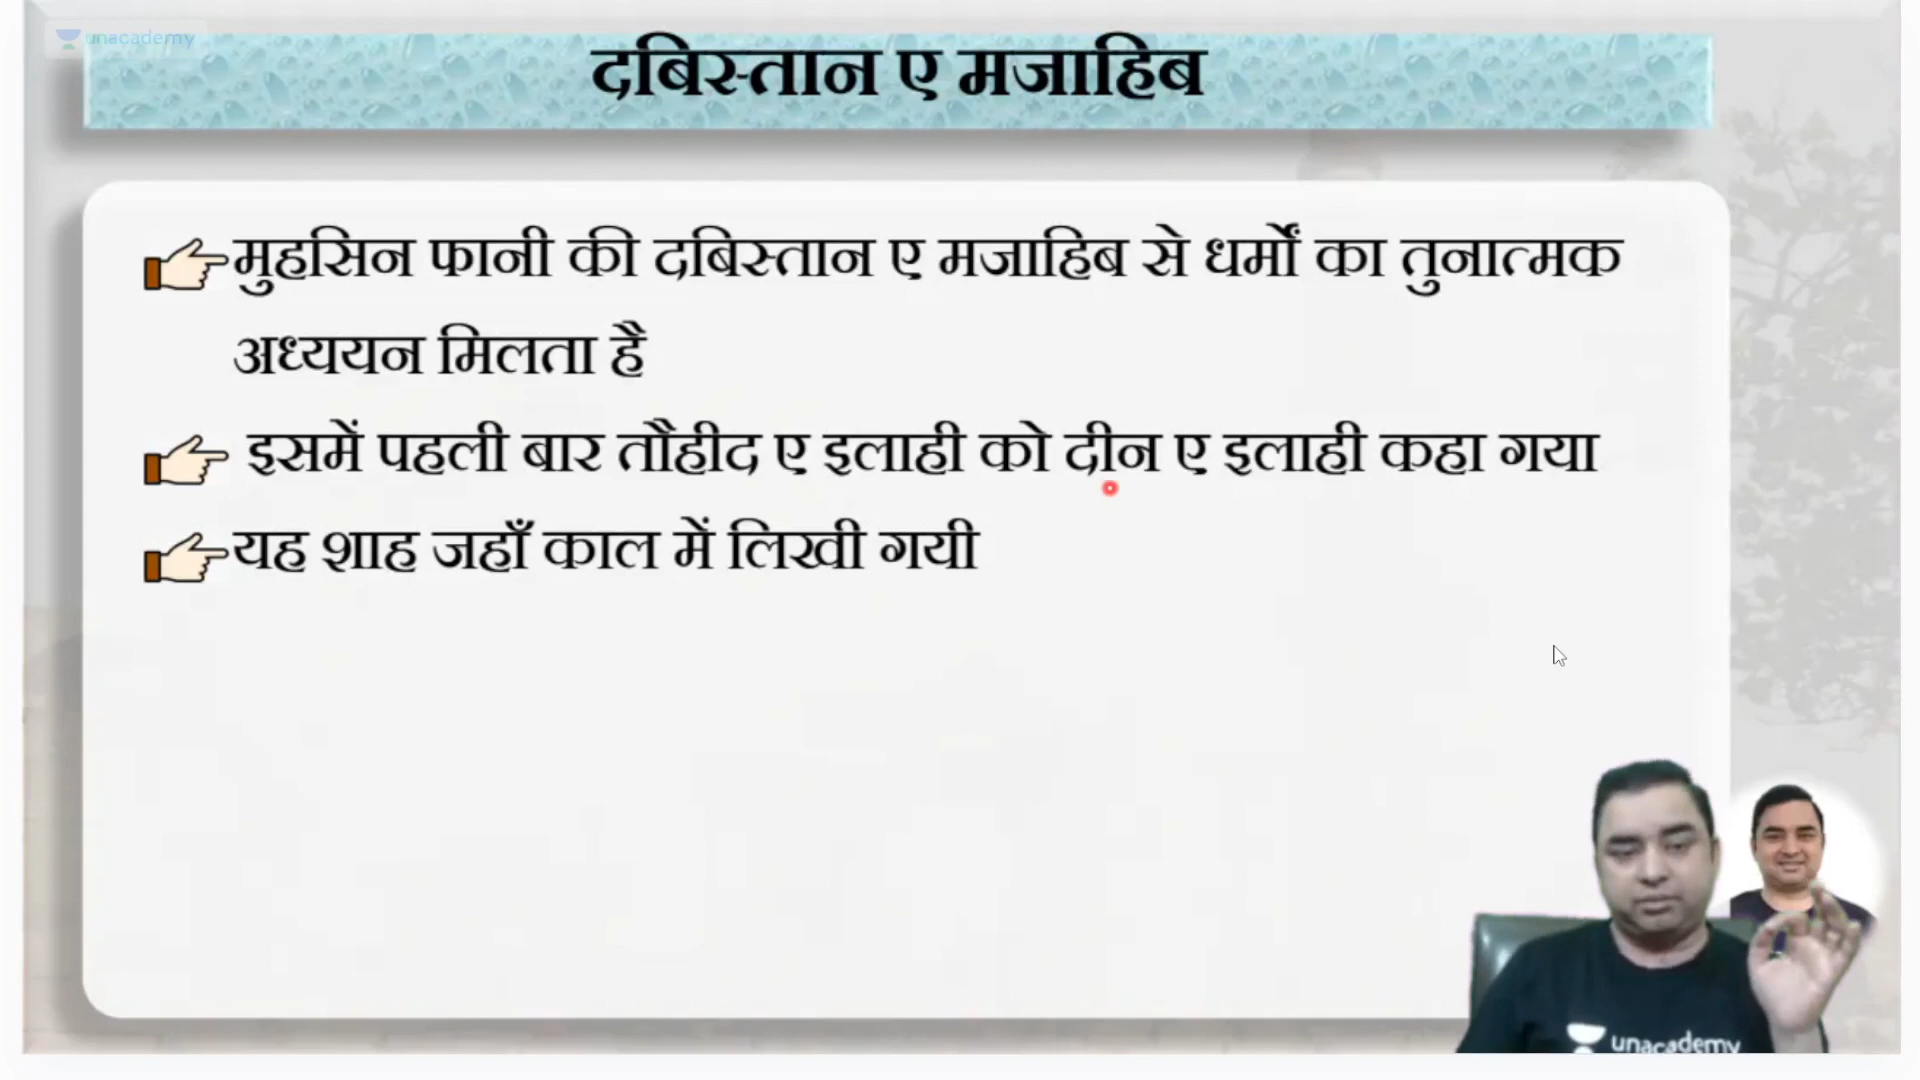 unacademy
दबिस्तान ए मजाहिब
मुहसिन फानी की दबिस्तान ए मजाहिब से धर्मों का तुनात्मक
अध्ययन मिलता है
इसमें पहली बार तौहीद ए इलाही को दीन ए इलाही कहा गया
यह शाह जहाँ काल में लिखी गयी
unacademy